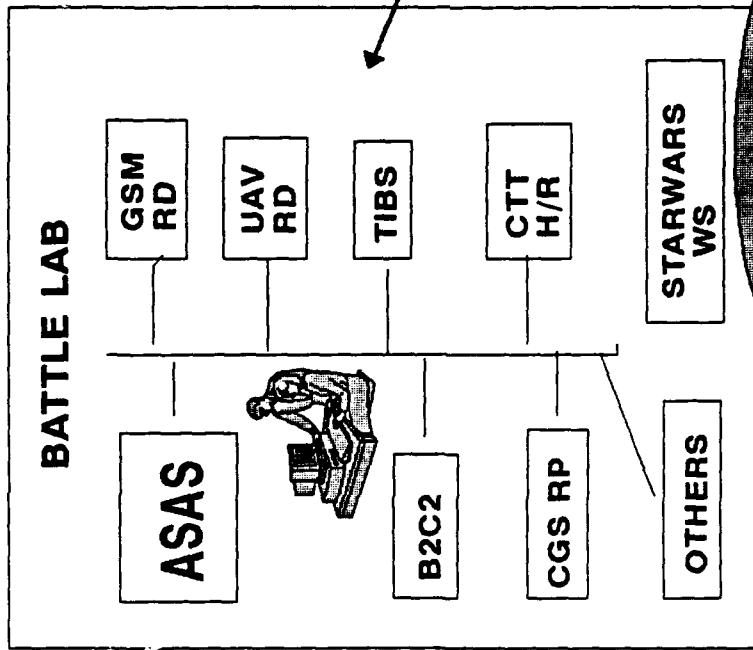 BATTLE LAB
GSM
RD
UAV
RD
TIBS
CTT
H/R
STARWARS
WS
ASAS
B2C2
CGS RP
OTHERS